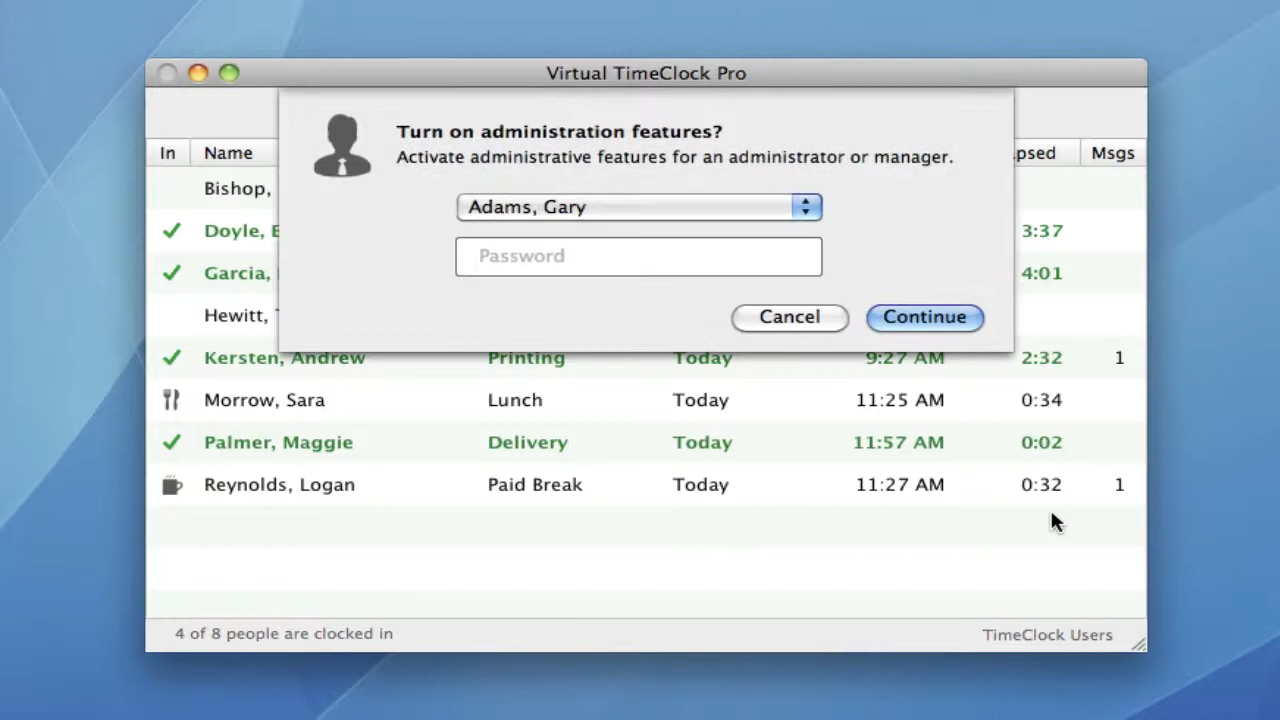 Virtual TimeClock Pro
Turn on administration features?
Activate administrative features for an administrator or manager.
Adams, Gary
Password
Cancel Continue
In Name psed Msgs
Bishop,
Doyle, E 3:37
Garcia, 4:01
Hewitt,
Kersten, Andrew Printing Today 9:27 AM 2:32 1
Morrow, Sara Lunch Today 11:25 AM 0:34
Palmer, Maggie Delivery Today 11:57 AM 0:02
Reynolds, Logan Paid Break Today 11:27 AM 0:32 1
4 of 8 people are clocked in TimeClock Users